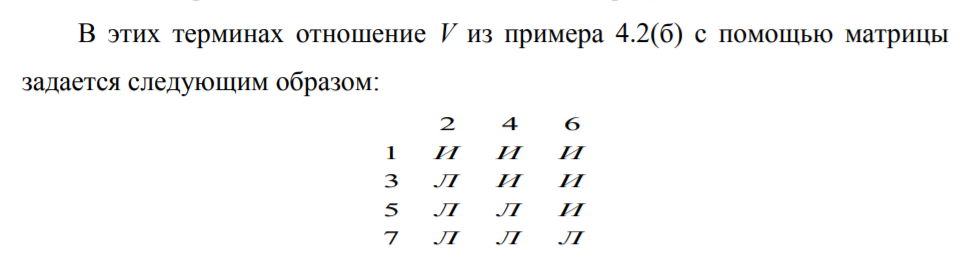 В этих терминах отношение V из примера 4.2(б) с помощью матрицы
задается следующим образом:
2 4 6
1 И И И
3 Л И И
5 Л Л И
7 Л Л Л